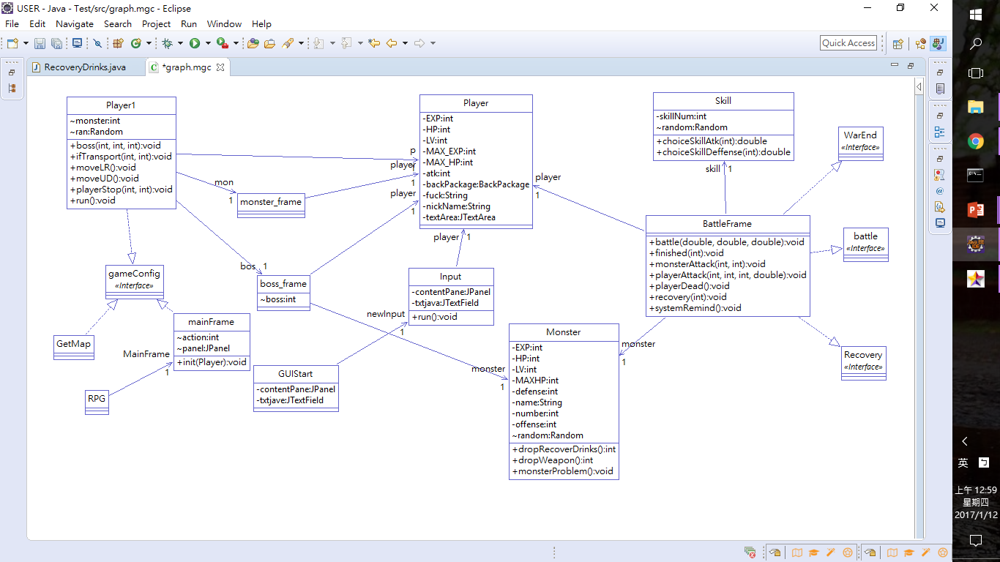 USER - Java - Test/src/graph.mgc - Eclipse
File Edit Navigate Search Project Run Window Help
Quick Access
RecoveryDrinks.java
*graph.mgc
Player1
~monster:int
~ran:Random
+boss(int, int, int):void
+ifTransport(int, int):void
+moveLR():void
+moveUD():void
+playerStop(int, int):void
+run():void
Player
-EXP:int
-HP:int
-LV:int
-MAX_EXP:int
-MAX_HP:int
-atk:int
-backPackage:BackPackage
-fuck:String
-nickName:String
-textArea:JTextArea
Skill
-skillNum:int
~random:Random
+choiceSkillAtk(int):double
+choiceSkillDeffense(int):double
WarEnd
«Interface»
p
1
player
1
mon
1
monster_frame
player
1
player
1
skill
1
player
1
BattleFrame
+battle(double, double, double):void
+finished(int):void
+monsterAttack(int, int):void
+playerAttack(int, int, int, double):void
+playerDead():void
+recovery(int):void
+systemRemind():void
battle
«Interface»
gameConfig
«Interface»
bos
1
boss_frame
~boss:int
Input
-contentPane:JPanel
-txtjava:JTextField
+run():void
newInput
1
GetMap
mainFrame
~action:int
~panel:JPanel
+init(Player):void
MainFrame
1
RPG
GUIStart
-contentPane:JPanel
-txtjave:JTextField
monster
1
Monster
-EXP:int
-HP:int
-LV:int
-MAXHP:int
-defense:int
-name:String
-number:int
-offense:int
~random:Random
+dropRecoverDrinks():int
+dropWeapon():int
+monsterProblem():void
monster
1
Recovery
«Interface»
英
上午 12:59
星期四
2017/1/12